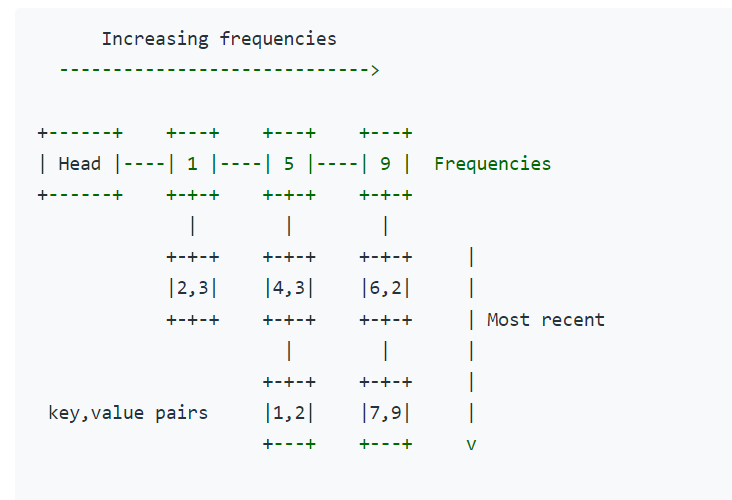 Increasing frequencies
  ----------------------------->

+------+    +---+    +---+    +---+
| Head |----| 1 |----| 5 |----| 9 |  Frequencies
+------+    +-+-+    +-+-+    +-+-+
              |        |        |
            +-+-+    +-+-+    +-+-+     |
            |2,3|    |4,3|    |6,2|     |
            +-+-+    +-+-+    +-+-+     | Most recent
                       |        |       |
                     +-+-+    +-+-+     |
 key,value pairs     |1,2|    |7,9|     |
                     +---+    +---+     v